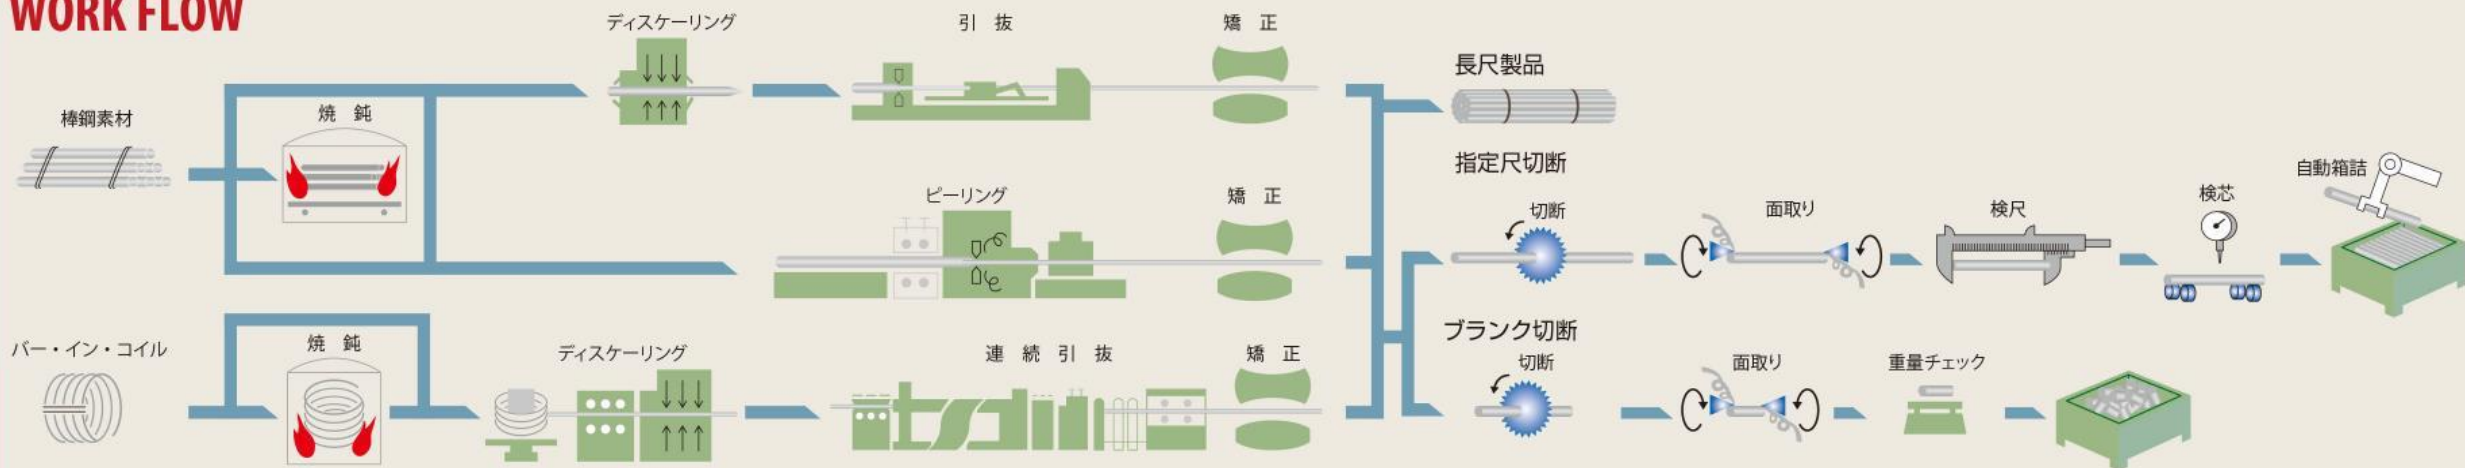 WORK FLOW
棒鋼素材
焼 鈍
ディスケーリング
引 抜
矯 正
ピーリング
矯 正
バー・イン・コイル
焼 鈍
ディスケーリング
連 続 引 抜
矯 正
長尺製品
指定尺切断
切断
面取り
検尺
検芯
自動箱詰
ブランク切断
切断
面取り
重量チェック